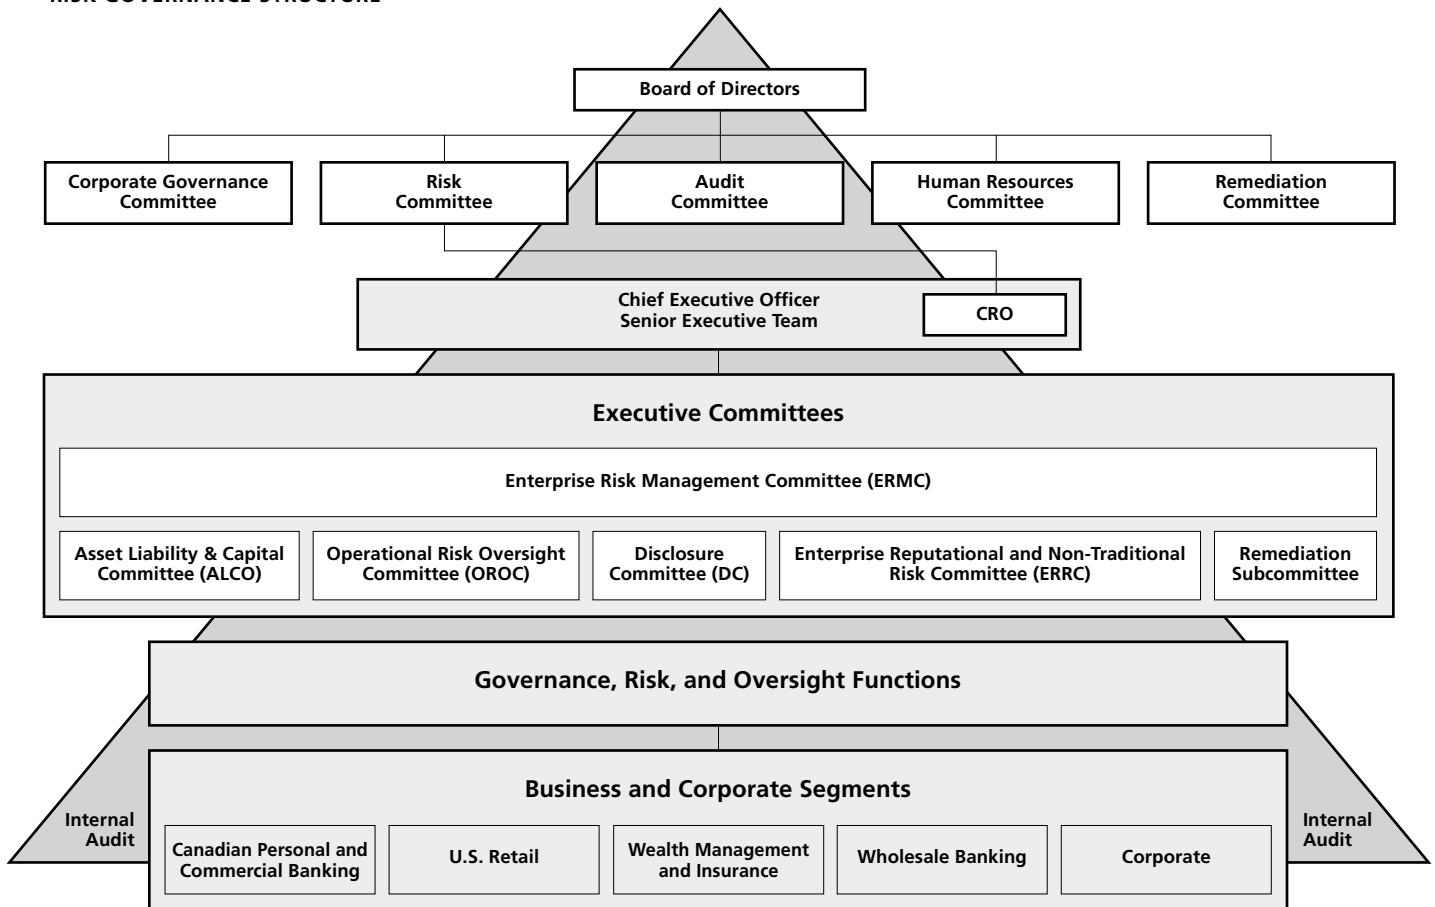 RISK GOVERNANCE STRUCTURE
Board of Directors
Corporate Governance
Committee
Risk
Committee
Audit
Committee
Human Resources
Committee
Remediation
Committee
Chief Executive Officer
Senior Executive Team
CRO
Executive Committees
Enterprise Risk Management Committee (ERMC)
Asset Liability & Capital
Committee (ALCO)
Operational Risk Oversight
Committee (OROC)
Disclosure
Committee (DC)
Enterprise Reputational and Non-Traditional
Risk Committee (ERRC)
Remediation
Subcommittee
Governance, Risk, and Oversight Functions
Business and Corporate Segments
Internal
Audit
Canadian Personal and
Commercial Banking
U.S. Retail
Wealth Management
and Insurance
Wholesale Banking
Corporate
Internal
Audit